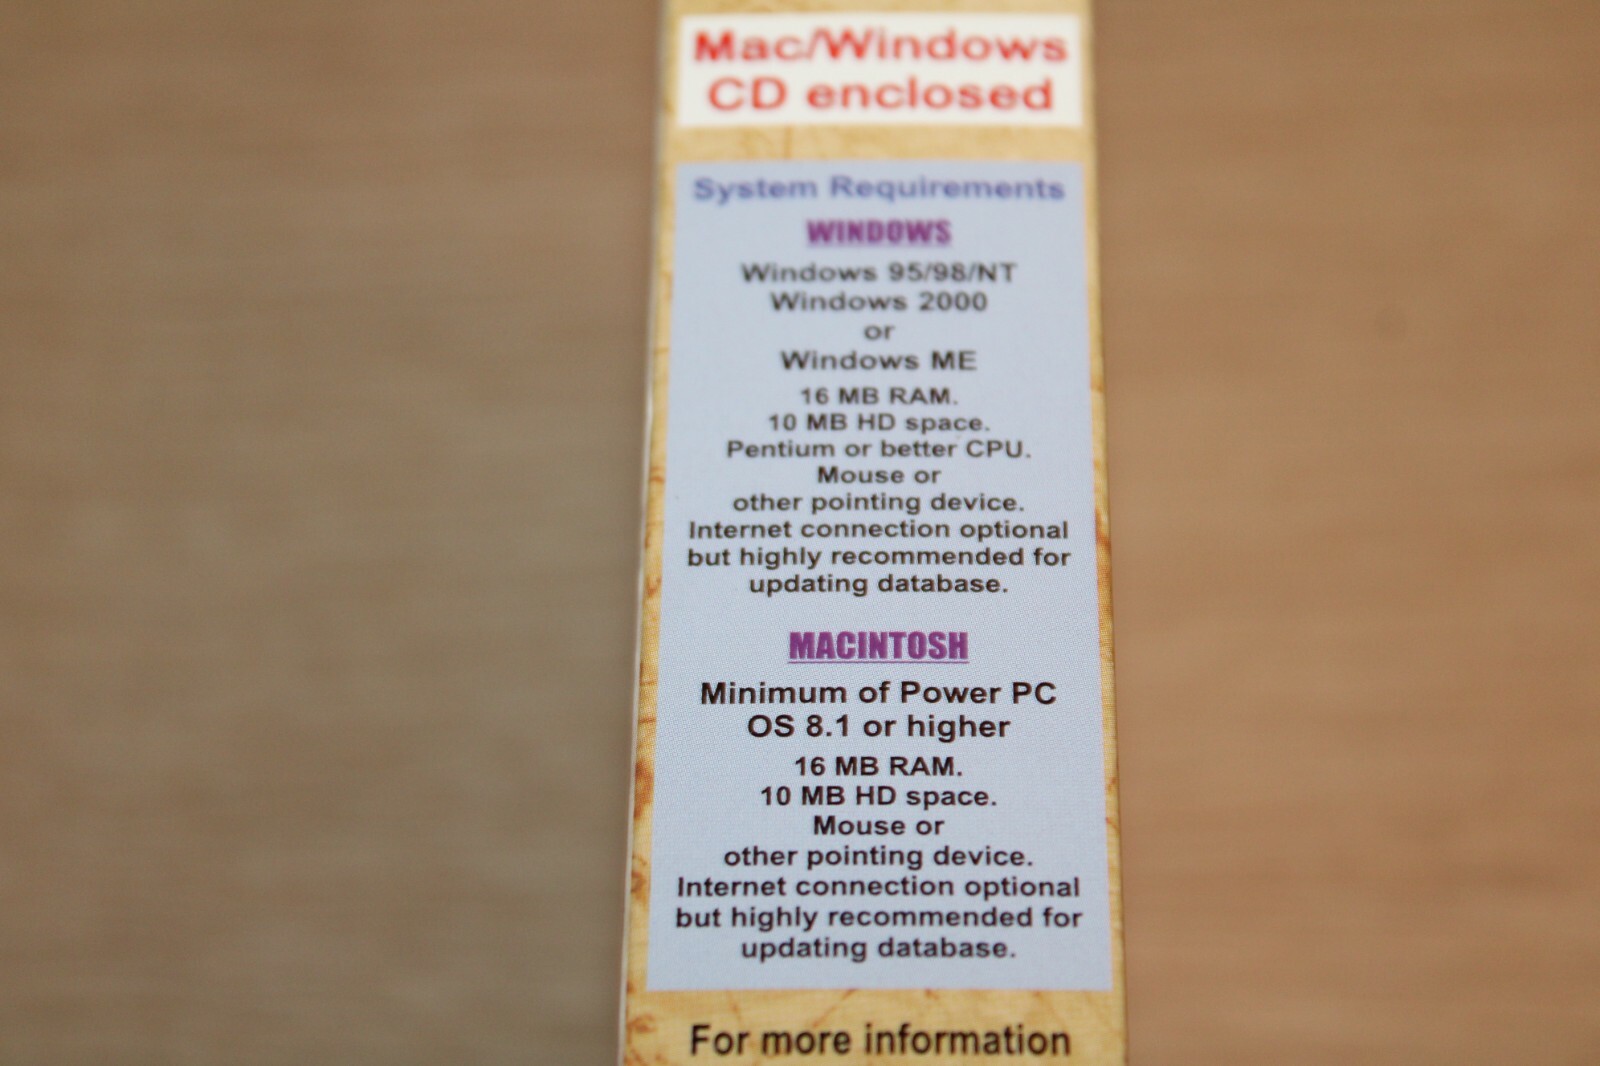 Mac/Windows
CD enclosed
System Requirements
WINDOWS
Windows 95/98/NT
Windows 2000
or
Windows ME
16 MB RAM.
10 MB HD space.
Pentium or better CPU.
Mouse or
other pointing device.
Internet connection optional
but highly recommended for
updating database.
MACINTOSH
Minimum of Power PC
OS 8.1 or higher
16 MB RAM.
10 MB HD space.
Mouse or
other pointing device.
Internet connection optional
but highly recommended for
updating database.
For more information